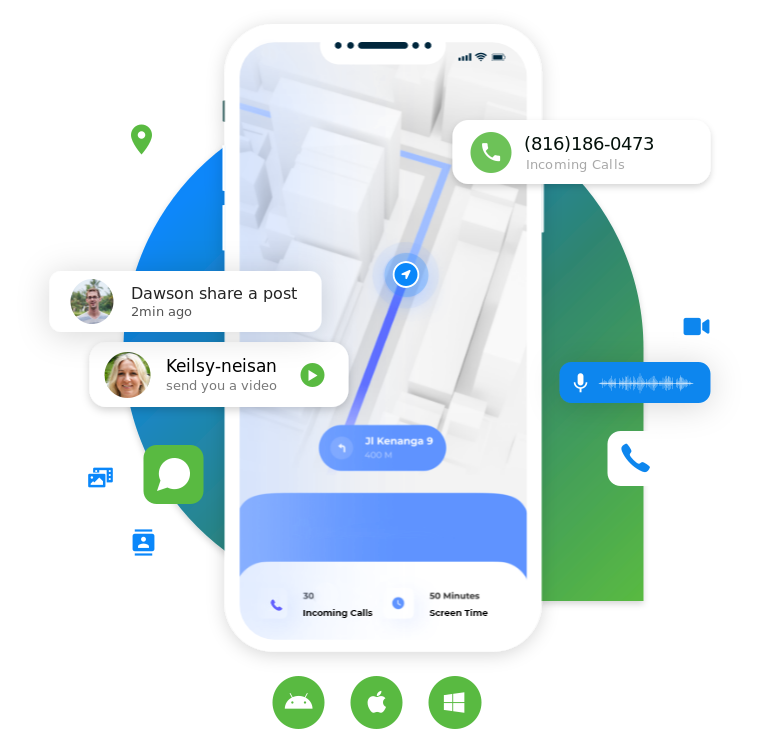 (816)186-0473
Incoming Calls
Dawson share a post
2min ago
Keilsy-neisan
send you a video
Jl Kenanga 9
400 M
30
Incoming Calls
50 Minutes
Screen Time